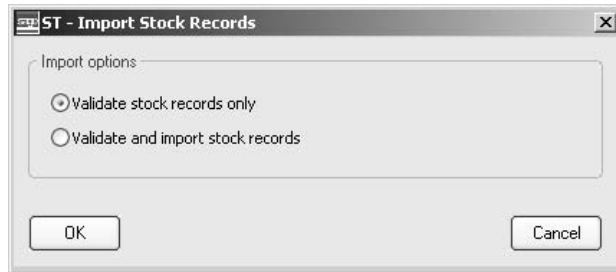 ST - Import Stock Records
Import options
Validate stock records only
Validate and import stock records
OK
Cancel